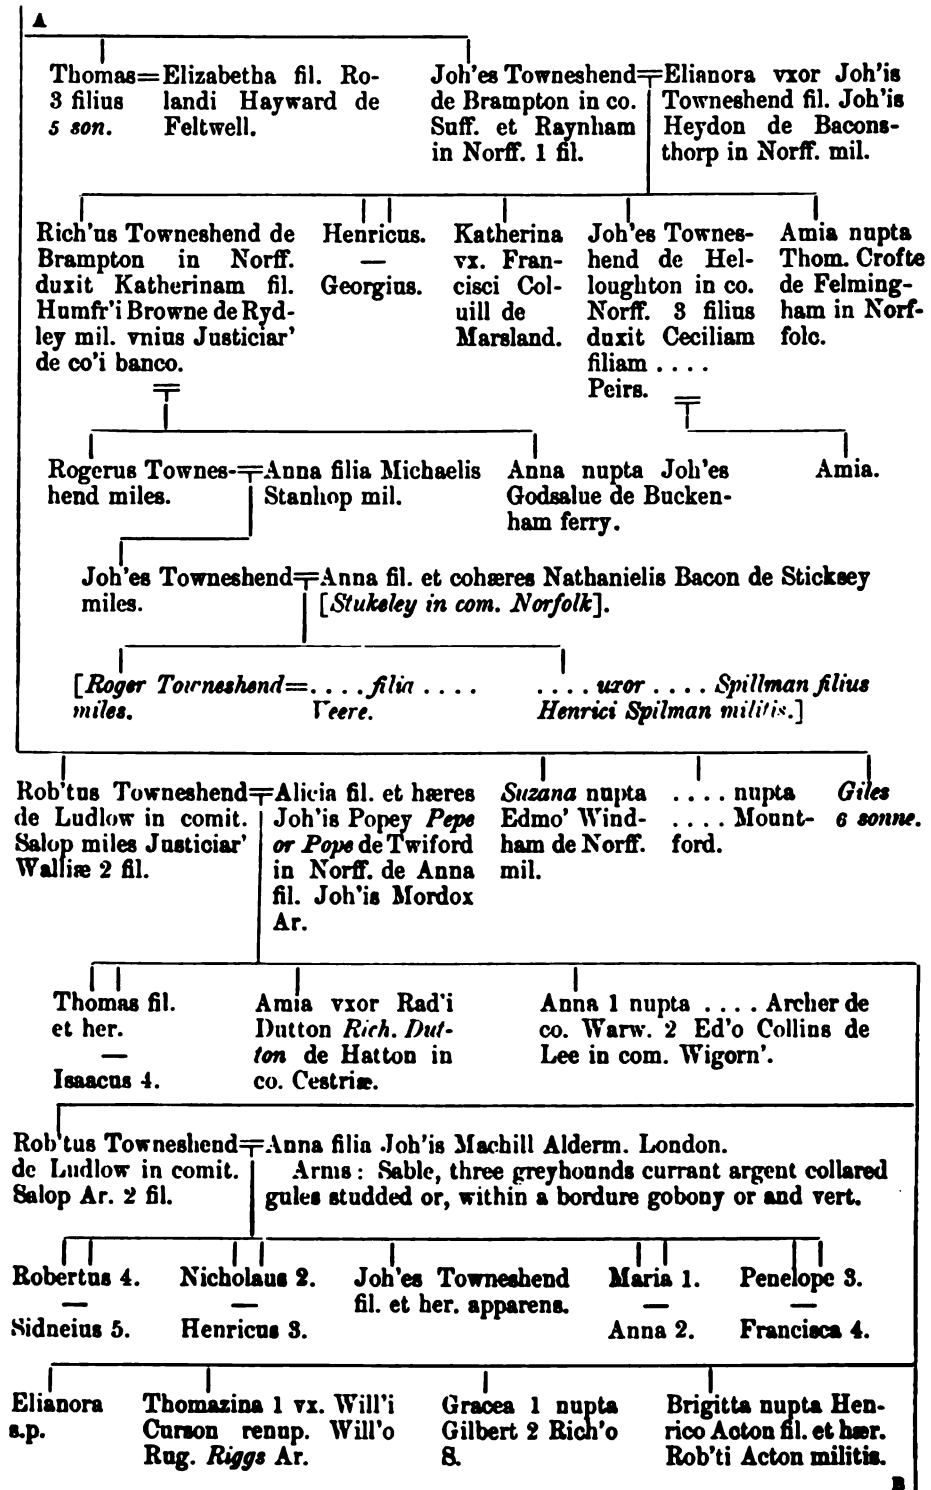 A
Thomas=Elizabetha fil. Ro-
3 filius landi Hayward de
5 son. Feltwell.
Joh'es Towneshend=Elianora vxor Joh'is
de Brampton in co. Towneshend fil. Joh'is
Suff. et Raynham Heydon de Bacons-
in Norff. 1 fil. thorp in Norff. mil.
Rich'us Towneshend de
Brampton in Norff.
duxit Katherinam fil.
Humfr'i Browne de Ryd-
ley mil. vnius Justiciar'
de co'i banco.
Henricus.
—
Georgius.
Katherina
vx. Fran-
cisci Col-
uill de
Marsland.
Joh'es Townes-
hend de Hel-
loughton in co.
Norff. 3 filius
duxit Ceciliam
filiam . . . .
Peirs.
Amia nupta
Thom. Crofte
de Felming-
ham in Norf-
folc.
Rogerus Townes-=Anna filia Michaelis
hend miles. Stanhop mil.
Anna nupta Joh'es
Godsalue de Bucken-
ham ferry.
Amia.
Joh'es Towneshend=Anna fil. et cohæres Nathanielis Bacon de Sticksey
miles. [Stukeley in com. Norfolk].
[Roger Towneshend=. . . . filia . . . .
miles. Veere.
. . . . uxor . . . . Spillman filius
Henrici Spilman militis.]
Rob'tus Towneshend=Alicia fil. et hæres
de Ludlow in comit. Joh'is Popey Pepe
Salop miles Justiciar' or Pope de Twiford
Walliæ 2 fil. in Norff. de Anna
fil. Joh'is Mordox
Ar.
Suzana nupta
Edmo' Wind-
ham de Norff.
mil.
. . . . nupta
. . . . Mount-
ford.
Giles
6 sonne.
Thomas fil.
et her.
—
Isaacus 4.
Amia vxor Rad'i
Dutton Rich. Dut-
ton de Hatton in
co. Cestriæ.
Anna 1 nupta . . . . Archer de
co. Warw. 2 Ed'o Collins de
Lee in com. Wigorn'.
Rob'tus Towneshend=Anna filia Joh'is Machill Alderm. London.
de Ludlow in comit. Arms : Sable, three greyhounds currant argent collared
Salop Ar. 2 fil. gules studded or, within a bordure gobony or and vert.
Robertus 4.
—
Sidneius 5.
Nicholaus 2.
—
Henricus 3.
Joh'es Towneshend
fil. et her. apparens.
Maria 1.
—
Anna 2.
Penelope 3.
—
Francisca 4.
Elianora
s.p.
Thomazina 1 vx. Will'i
Curson renup. Will'o
Rug. Riggs Ar.
Gracea 1 nupta
Gilbert 2 Rich'o
S.
Brigitta nupta Hen-
rico Acton fil. et hær.
Rob'ti Acton militis.
B